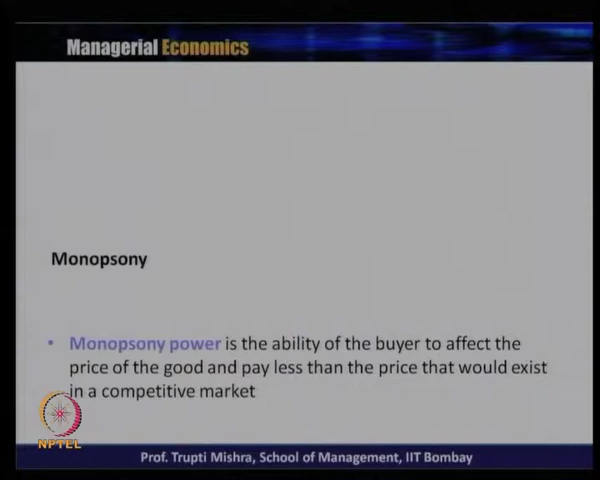 Managerial Economics
Monopsony
• Monopsony power is the ability of the buyer to affect the
price of the good and pay less than the price that would exist
in a competitive market
NPTEL
Prof. Trupti Mishra, School of Management, IIT Bombay